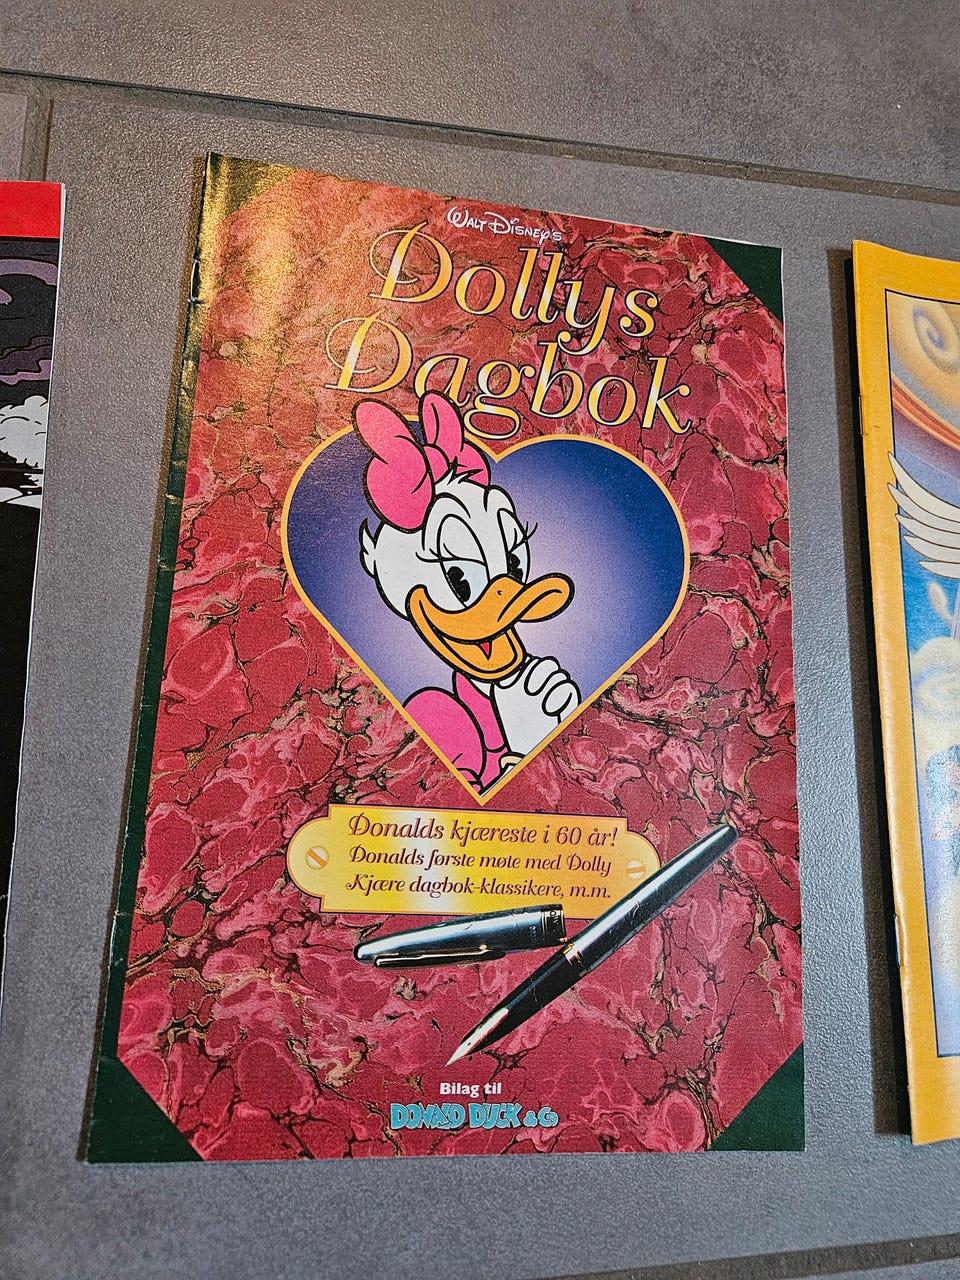 WALT DISNEY'S
Dollys
Dagbok
Donalds kjæreste i 60 år!
Donalds første møte med Dolly
Kjære dagbok-klassikere, m.m.
Bilag til
DONALD DUCK & Co